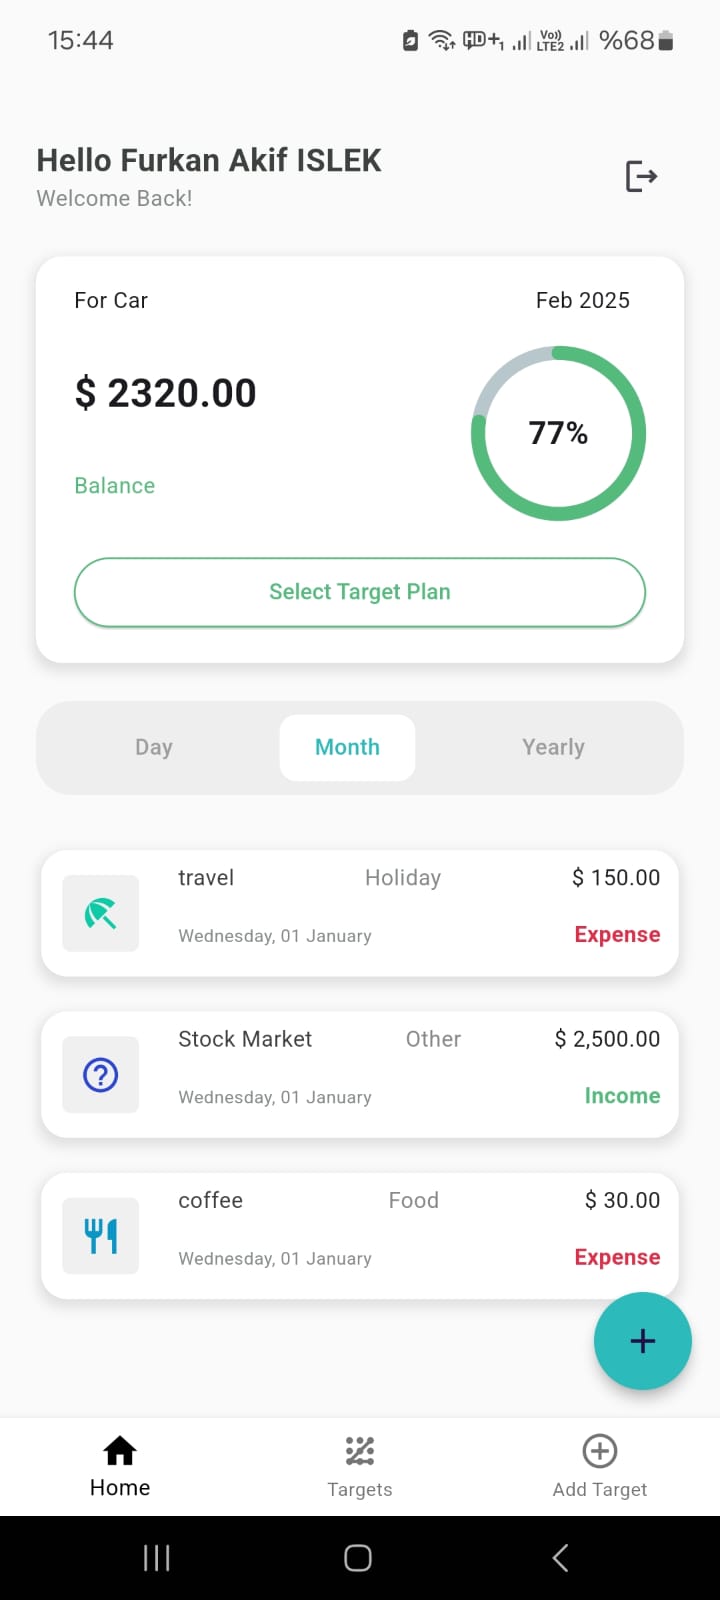 15:44
Vo)) LTE2
%68
Hello Furkan Akif ISLEK
Welcome Back!
For Car
Feb 2025
$ 2320.00
77%
Balance
Select Target Plan
Day
Month
Yearly
travel
Holiday
$ 150.00
Wednesday, 01 January
Expense
Stock Market
Other
$ 2,500.00
?
Wednesday, 01 January
Income
coffee
Food
$ 30.00
Wednesday, 01 January
Expense
+
Home
Targets
Add Target